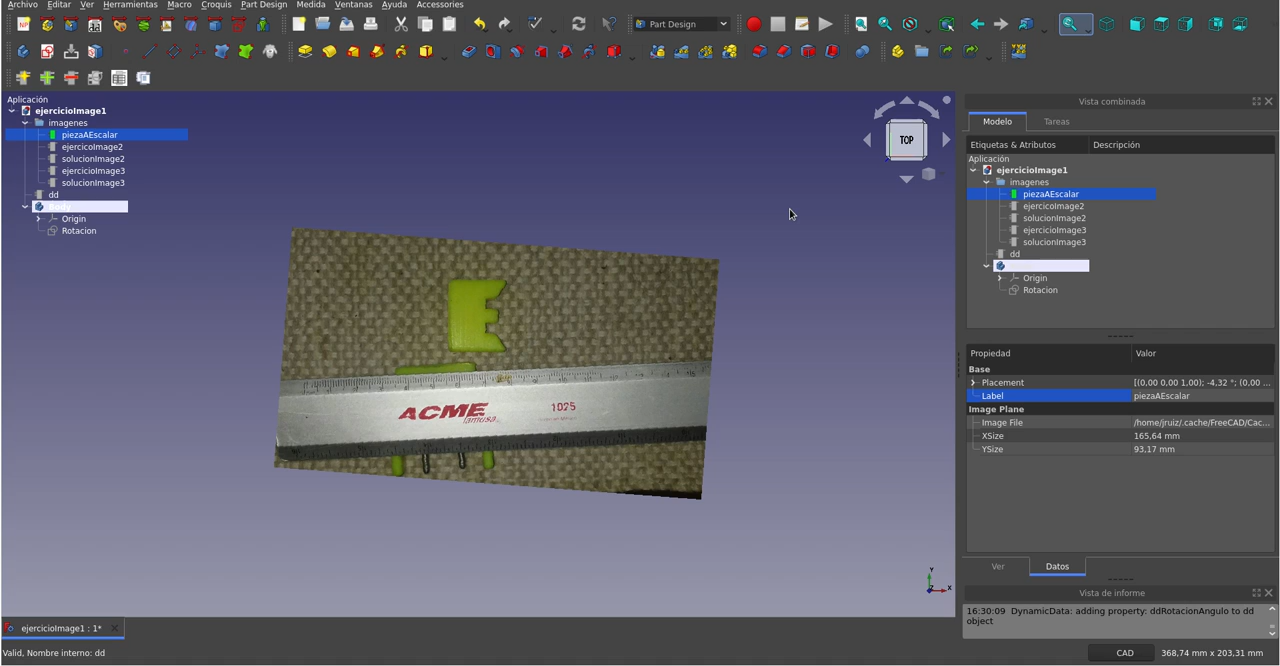 Archivo Editar Ver Herramientas Macro Croquis Part Design Medida Ventanas Ayuda Accessories
Part Design
Aplicación
ejercicioImage1
imagenes
piezaAEscalar
ejercicoImage2
solucionImage2
ejercicioImage3
solucionImage3
dd
Origin
Rotacion
TOP
ACME
1025
Vista combinada
Modelo Tareas
Etiquetas & Atributos Descripción
Aplicación
ejercicioImage1
imagenes
piezaAEscalar
ejercicoImage2
solucionImage2
ejercicioImage3
solucionImage3
dd
Origin
Rotacion
Propiedad Valor
Base
Placement [(0,00 0,00 1,00); -4,32 °; (0,00 ...
Label piezaAEscalar
Image Plane
Image File /home/jruiz/.cache/FreeCAD/Cac...
XSize 165,64 mm
YSize 93,17 mm
Ver Datos
Vista de informe
16:30:09 DynamicData: adding property: ddRotacionAngulo to dd
object
Y
X
ejercicioImage1 : 1*
Valid, Nombre interno: dd
CAD 368,74 mm x 203,31 mm